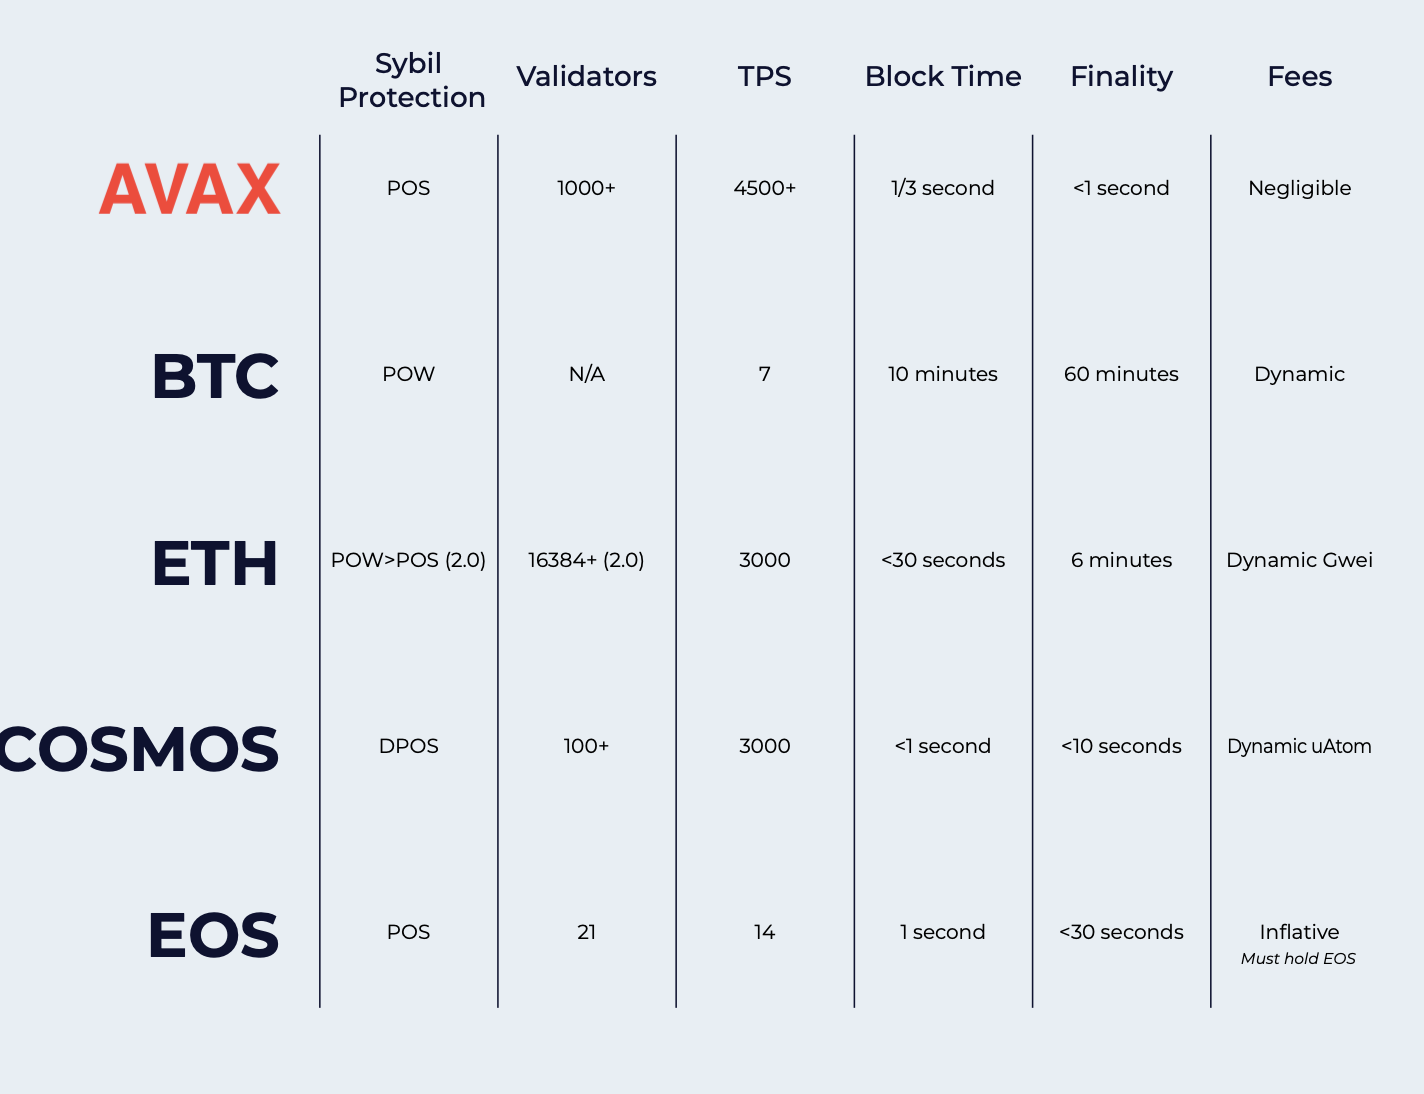 Sybil
Protection
Validators
TPS
Block Time
Finality
Fees
AVAX
POS
1000+
4500+
1/3 second
<1 second
Negligible
BTC
POW
N/A
7
10 minutes
60 minutes
Dynamic
ETH
POW>POS (2.0)
16384+ (2.0)
3000
<30 seconds
6 minutes
Dynamic Gwei
COSMOS
DPOS
100+
3000
<1 second
<10 seconds
Dynamic uAtom
EOS
POS
21
14
1 second
<30 seconds
Inflative
Must hold EOS